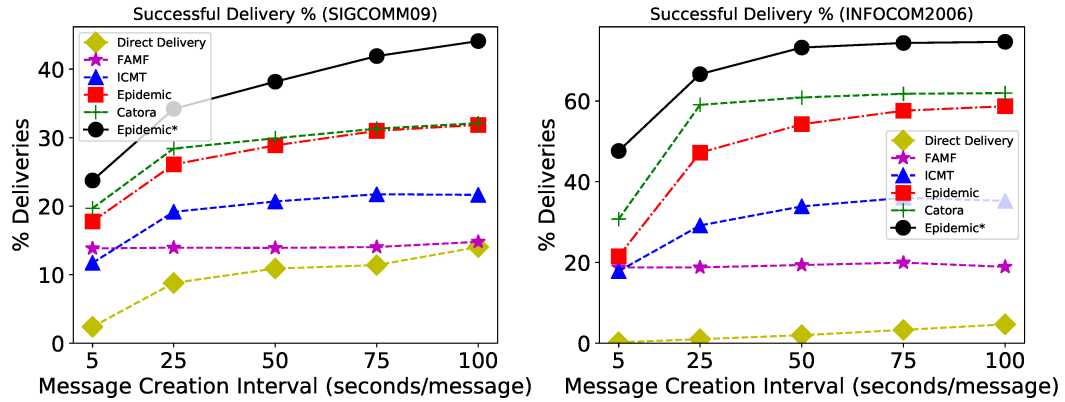 Successful Delivery % (SIGCOMM09)
% Deliveries
40
30
20
10
0
Direct Delivery
FAMF
ICMT
Epidemic
Catora
Epidemic*
5 25 50 75 100
Message Creation Interval (seconds/message)
Successful Delivery % (INFOCOM2006)
% Deliveries
60
40
20
0
Direct Delivery
FAMF
ICMT
Epidemic
Catora
Epidemic*
5 25 50 75 100
Message Creation Interval (seconds/message)